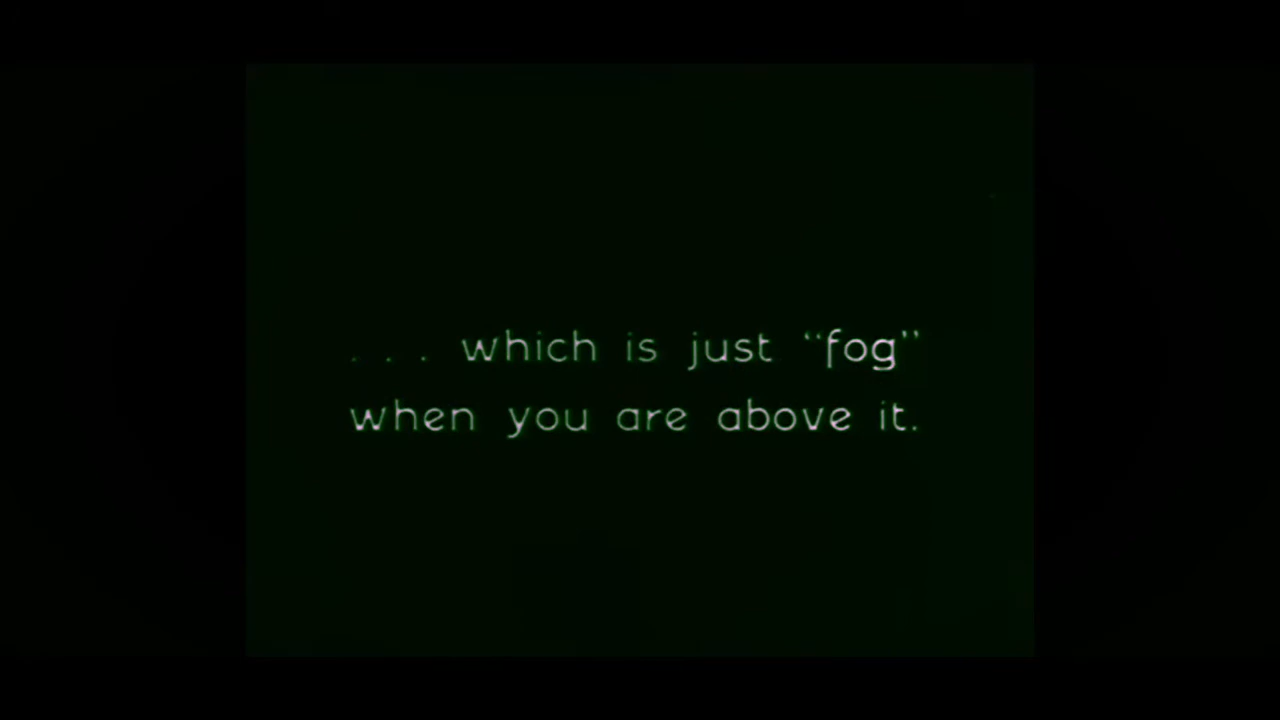 . . . which is just “fog”
when you are above it.